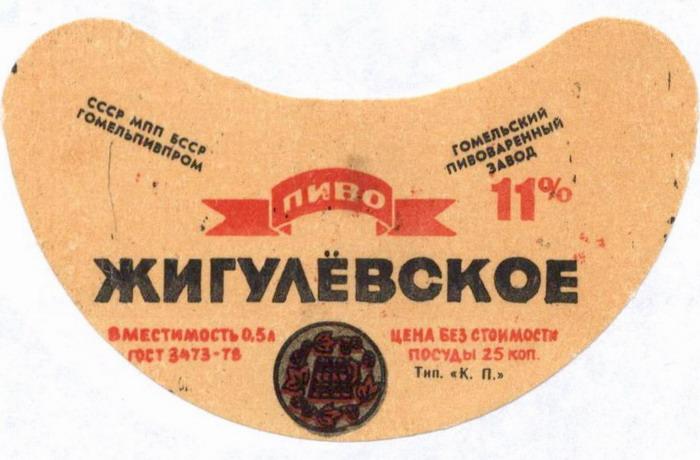 СССР МПП БССР
ГОМЕЛЬПИВПРОМ
ГОМЕЛЬСКИЙ
ПИВОВАРЕННЫЙ
ЗАВОД
11%
ПИВО
ЖИГУЛЁВСКОЕ
ВМЕСТИМОСТЬ 0,5 л
ГОСТ 3473-78
ЦЕНА БЕЗ СТОИМОСТИ
ПОСУДЫ 25 КОП.
Тип. «К. П.»